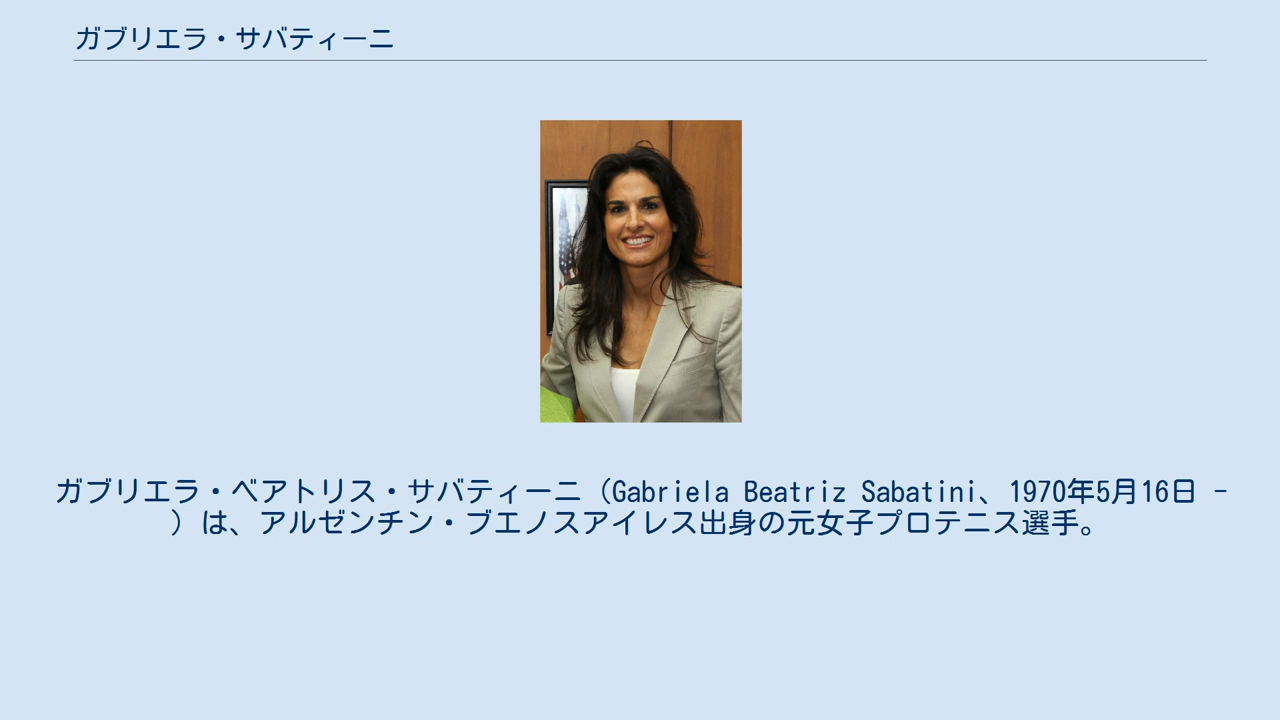 ガブリエラ・サバティーニ
ガブリエラ・ベアトリス・サバティーニ（Gabriela Beatriz Sabatini、1970年5月16日 -
）は、アルゼンチン・ブエノスアイレス出身の元女子プロテニス選手。